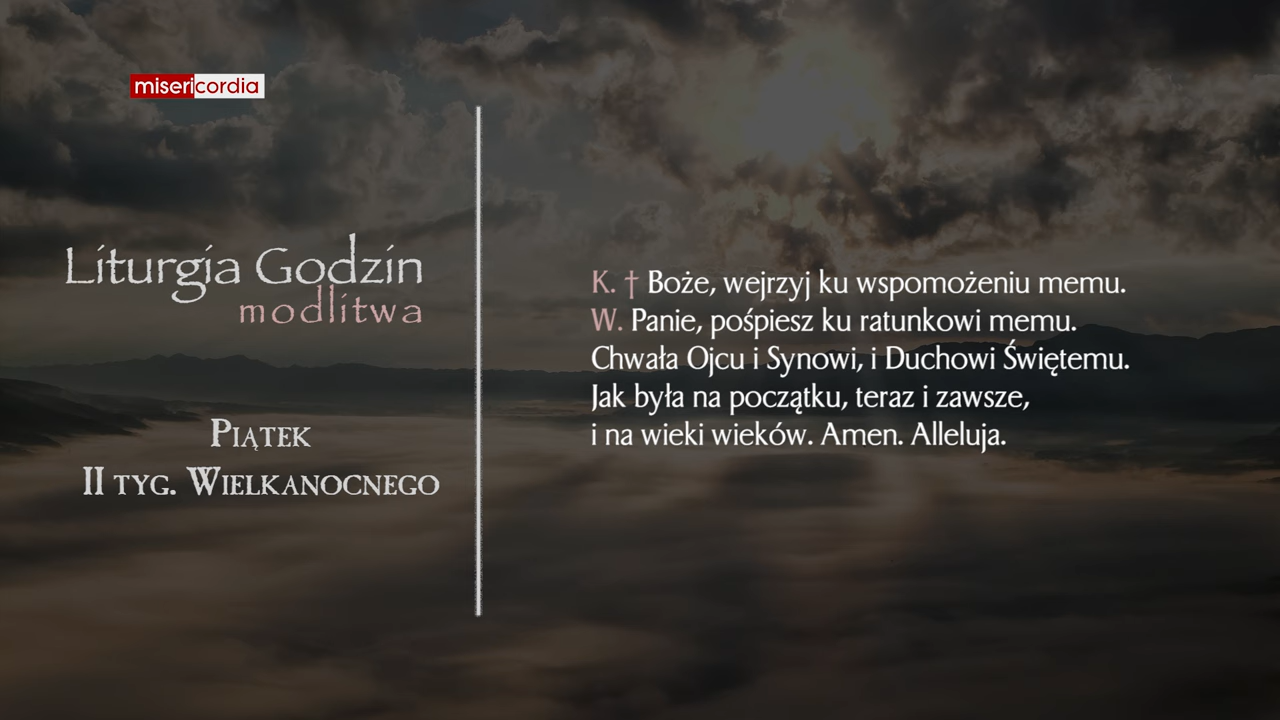 misericordia
Liturgia Godzin
modlitwa
Piątek
II tyg. Wielkanocnego
K. † Boże, wejrzyj ku wspomożeniu memu.
W. Panie, pośpiesz ku ratunkowi memu.
Chwała Ojcu i Synowi, i Duchowi Świętemu.
Jak była na początku, teraz i zawsze,
i na wieki wieków. Amen. Alleluja.